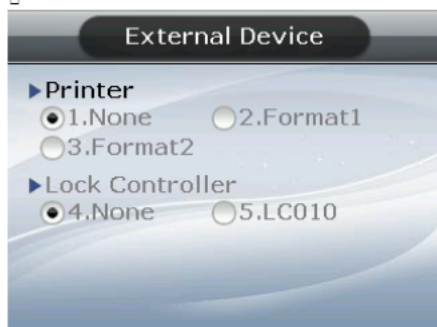 External Device
Printer
1.None 2.Format1
3.Format2
Lock Controller
4.None 5.LC010